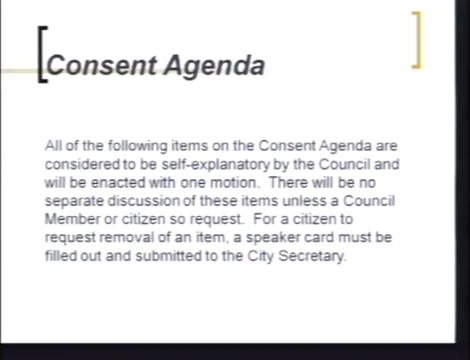 Consent Agenda
All of the following items on the Consent Agenda are
considered to be self-explanatory by the Council and
will be enacted with one motion.  There will be no
separate discussion of these items unless a Council
Member or citizen so request.  For a citizen to
request removal of an item, a speaker card must be
filled out and submitted to the City Secretary.